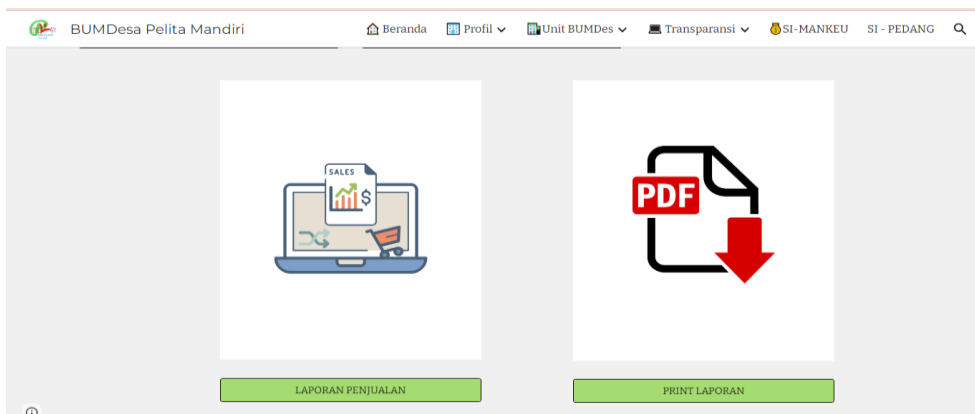 BUMDesa Pelita Mandiri
Beranda Profil Unit BUMDes Transparansi SI-MANKEU SI - PEDANG
SALES
$
PDF
LAPORAN PENJUALAN
PRINT LAPORAN